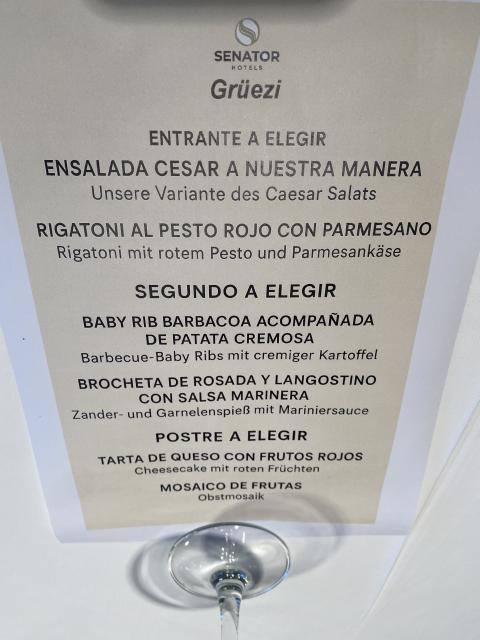 SENATOR
HOTELS
Grüezi
ENTRANTE A ELEGIR
ENSALADA CESAR A NUESTRA MANERA
Unsere Variante des Caesar Salats
RIGATONI AL PESTO ROJO CON PARMESANO
Rigatoni mit rotem Pesto und Parmesankäse
SEGUNDO A ELEGIR
BABY RIB BARBACOA ACOMPAÑADA
DE PATATA CREMOSA
Barbecue-Baby Ribs mit cremiger Kartoffel
BROCHETA DE ROSADA Y LANGOSTINO
CON SALSA MARINERA
Zander- und Garnelenspieß mit Mariniersauce
POSTRE A ELEGIR
TARTA DE QUESO CON FRUTOS ROJOS
Cheesecake mit roten Früchten
MOSAICO DE FRUTAS
Obstmosaik